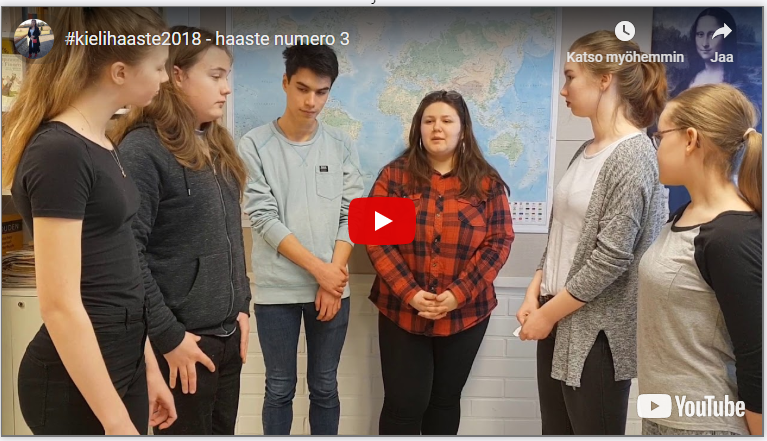 #kielihaaste2018 - haaste numero 3
Katso myöhemmin
Jaa
YouTube